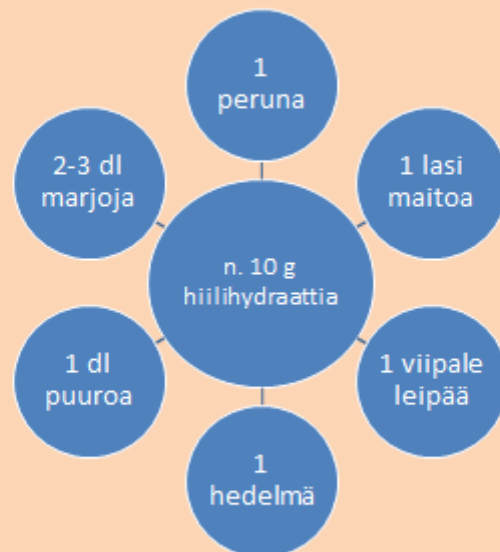 1
peruna
2-3 dl
marjoja
1 lasi
maitoa
n. 10 g
hiilihydraattia
1 dl
puuroa
1 viipale
leipää
1
hedelmä